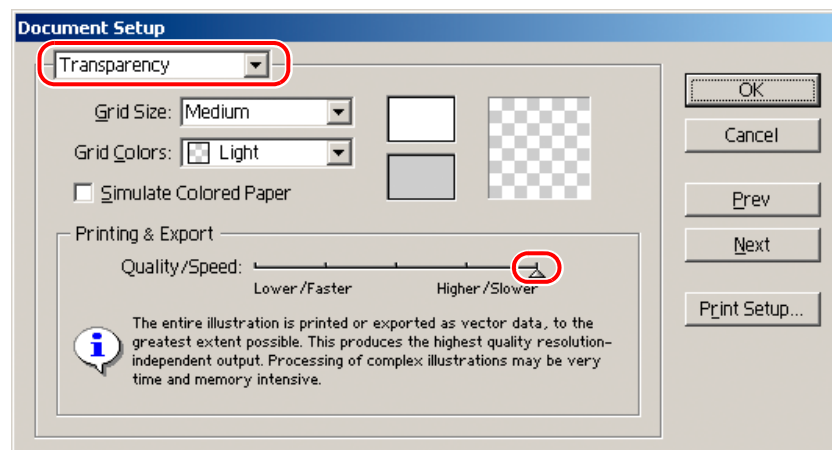 Document Setup
Transparency
Grid Size: Medium
Grid Colors: Light
Simulate Colored Paper
OK
Cancel
Prev
Next
Print Setup...
Printing & Export
Quality/Speed:
Lower/Faster Higher/Slower
The entire illustration is printed or exported as vector data, to the
greatest extent possible. This produces the highest quality resolution-
independent output. Processing of complex illustrations may be very
time and memory intensive.